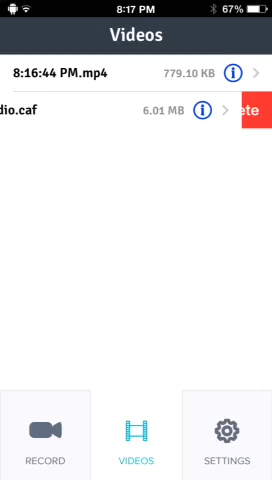 8:17 PM 67%
Videos
8:16:44 PM.mp4 779.10 KB
dio.caf 6.01 MB ete
RECORD VIDEOS SETTINGS